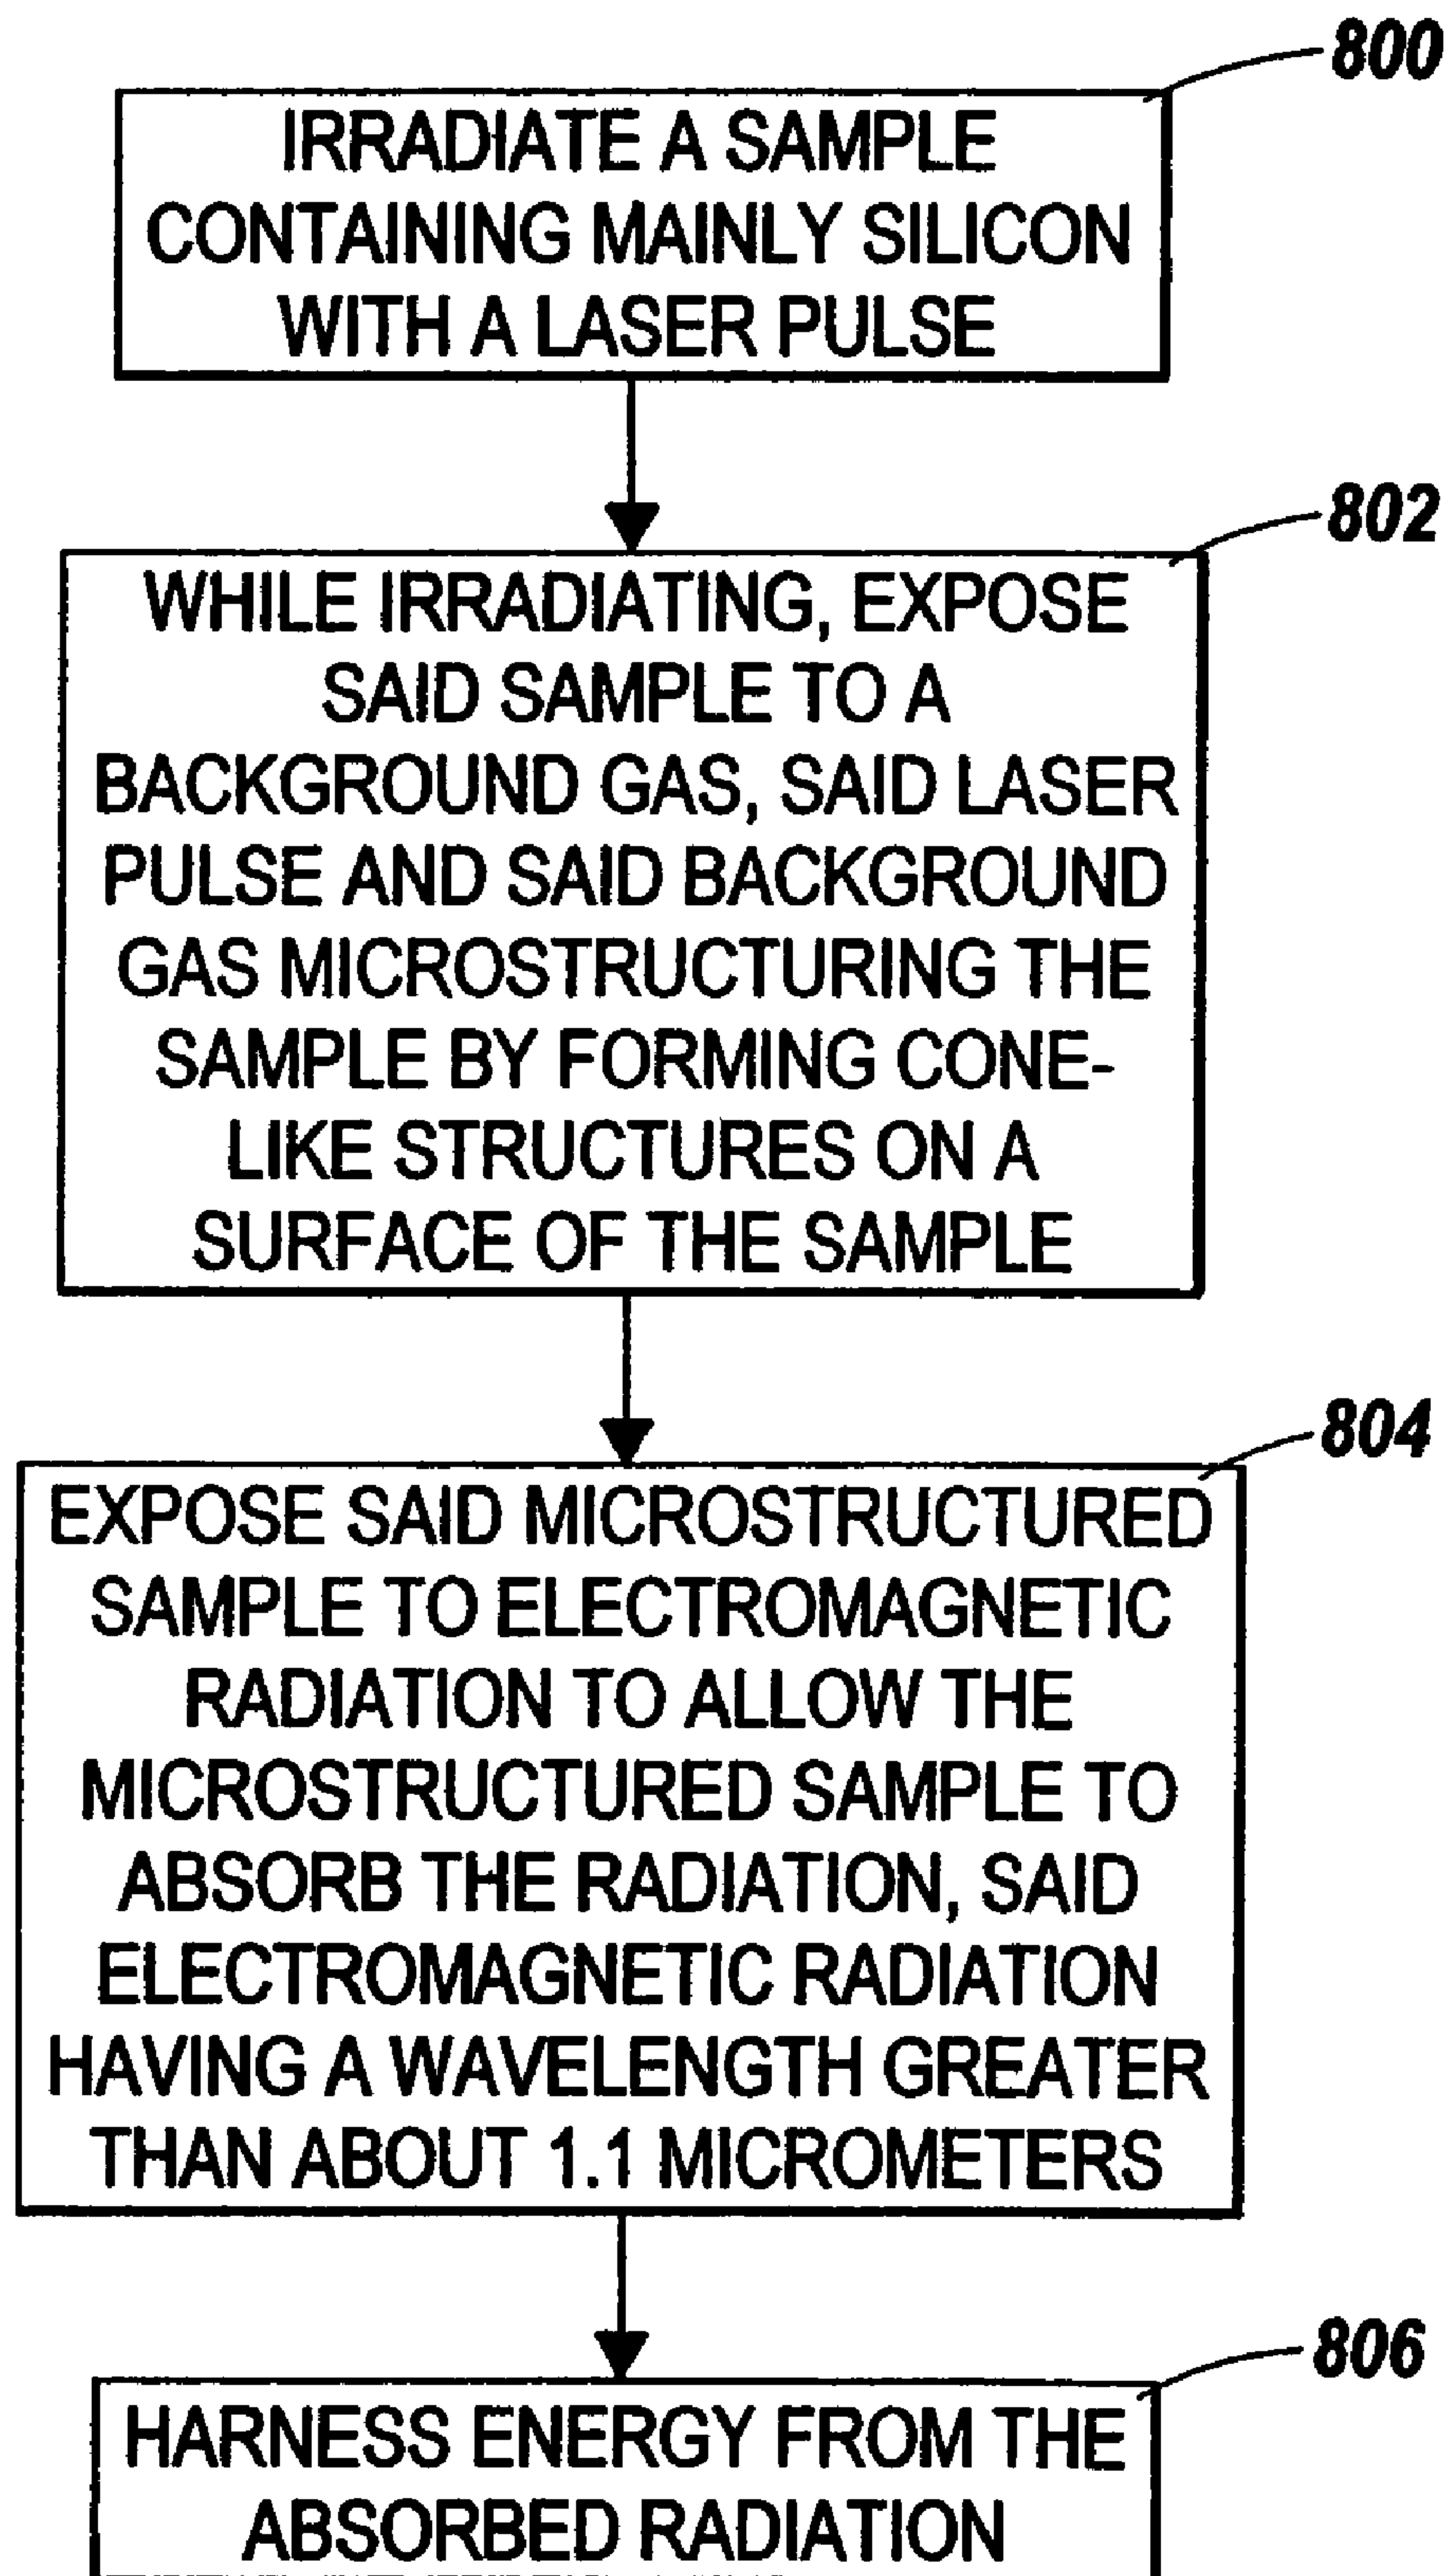 800
IRRADIATE A SAMPLE
CONTAINING MAINLY SILICON
WITH A LASER PULSE
802
WHILE IRRADIATING, EXPOSE
SAID SAMPLE TO A
BACKGROUND GAS, SAID LASER
PULSE AND SAID BACKGROUND
GAS MICROSTRUCTURING THE
SAMPLE BY FORMING CONE-
LIKE STRUCTURES ON A
SURFACE OF THE SAMPLE
804
EXPOSE SAID MICROSTRUCTURED
SAMPLE TO ELECTROMAGNETIC
RADIATION TO ALLOW THE
MICROSTRUCTURED SAMPLE TO
ABSORB THE RADIATION, SAID
ELECTROMAGNETIC RADIATION
HAVING A WAVELENGTH GREATER
THAN ABOUT 1.1 MICROMETERS
806
HARNESS ENERGY FROM THE
ABSORBED RADIATION